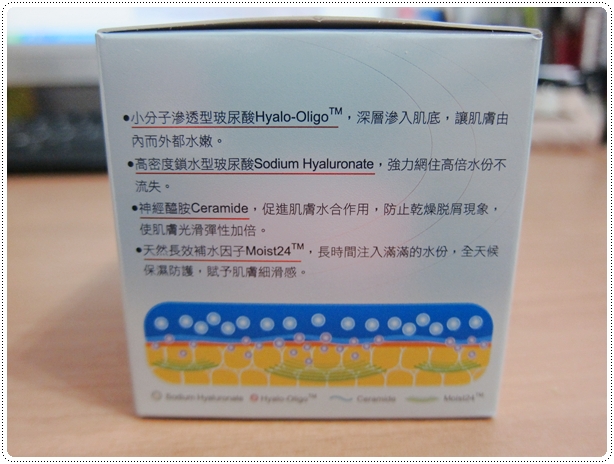 •小分子滲透型玻尿酸Hyalo-Oligo™，深層滲入肌底，讓肌膚由
內而外都水嫩。
•高密度鎖水型玻尿酸Sodium Hyaluronate，強力網住高倍水份不
流失。
•神經醯胺Ceramide，促進肌膚水合作用，防止乾燥脫屑現象，
使肌膚光滑彈性加倍。
•天然長效補水因子Moist24™，長時間注入滿滿的水份，全天候
保濕防護，賦予肌膚細滑感。
Sodium Hyaluronate Hyalo-Oligo™ Ceramide Moist24™